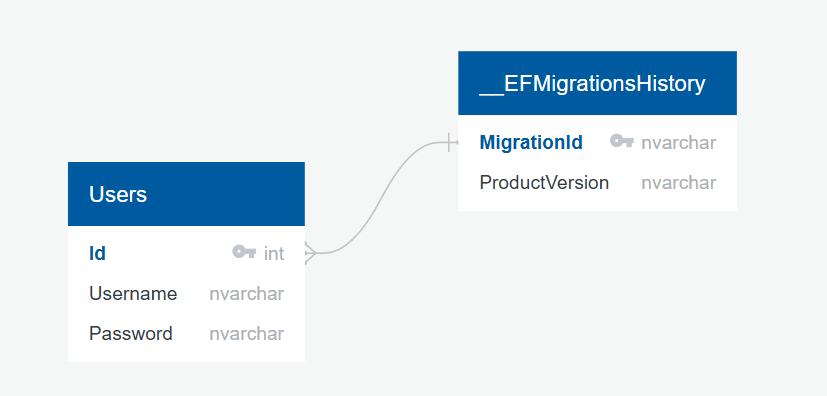 __EFMigrationsHistory
MigrationId nvarchar
ProductVersion nvarchar
Users
Id int
Username nvarchar
Password nvarchar